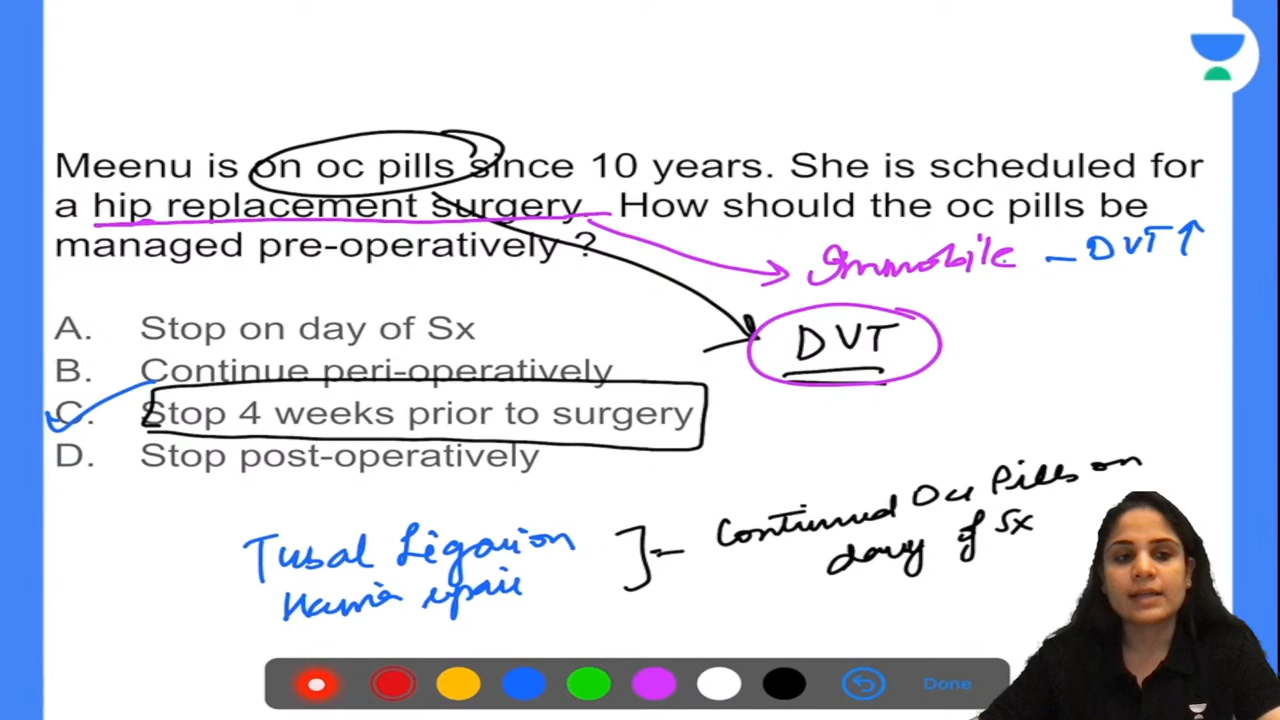 Meenu is on oc pills since 10 years. She is scheduled for
a hip replacement surgery. How should the oc pills be
managed pre-operatively ?
Immobile - DVT↑
A. Stop on day of Sx
DVT
B. Continue peri-operatively
C. Stop 4 weeks prior to surgery
D. Stop post-operatively
Tubal Ligation
Hernia repair
Continued Oc Pills on
day of Sx
Done